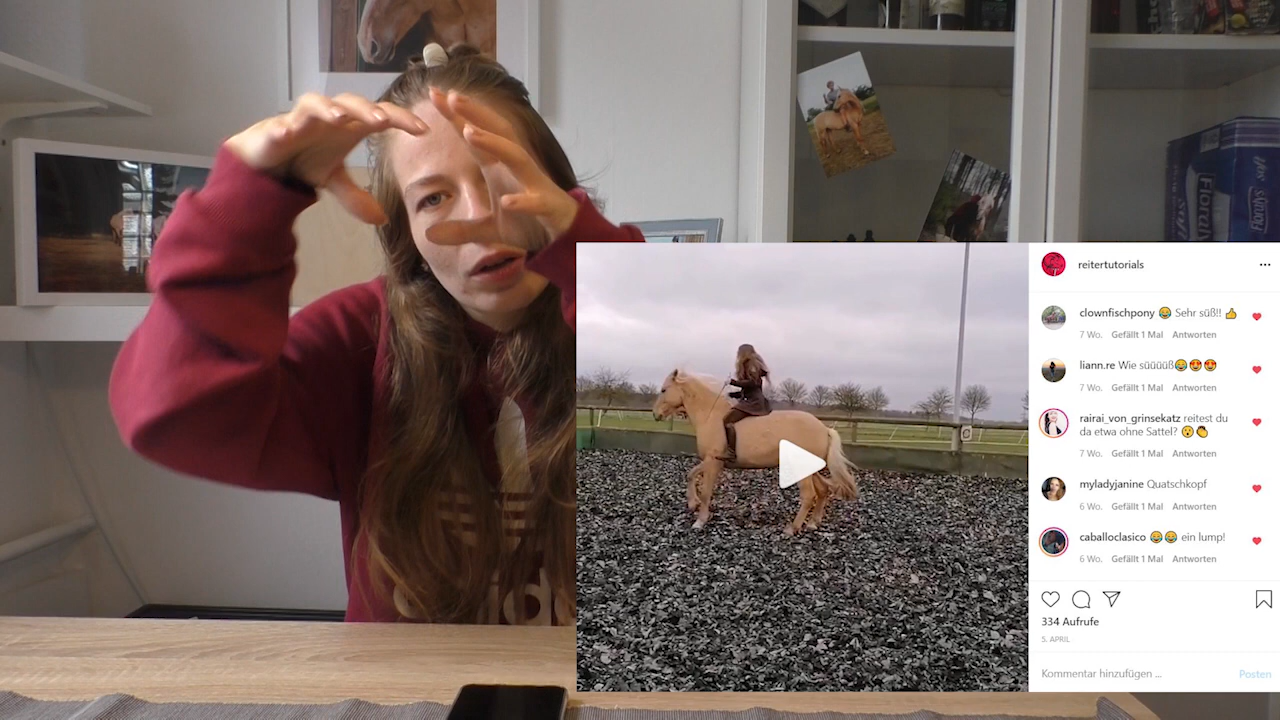 reitertutorials
clownfischpony 😂 Sehr süß!! 👍
7 Wo. Gefällt 1 Mal Antworten
liann.re Wie süüüüß😂😍😍
7 Wo. Gefällt 1 Mal Antworten
rairai_von_grinsekatz reitest du
da etwa ohne Sattel? 😯👏
7 Wo. Gefällt 1 Mal Antworten
myladyjanine Quatschkopf
6 Wo. Gefällt 1 Mal Antworten
caballoclasico 😂😂 ein lump!
6 Wo. Gefällt 1 Mal Antworten
334 Aufrufe
5. APRIL
Kommentar hinzufügen ...
Posten
Floralys soft